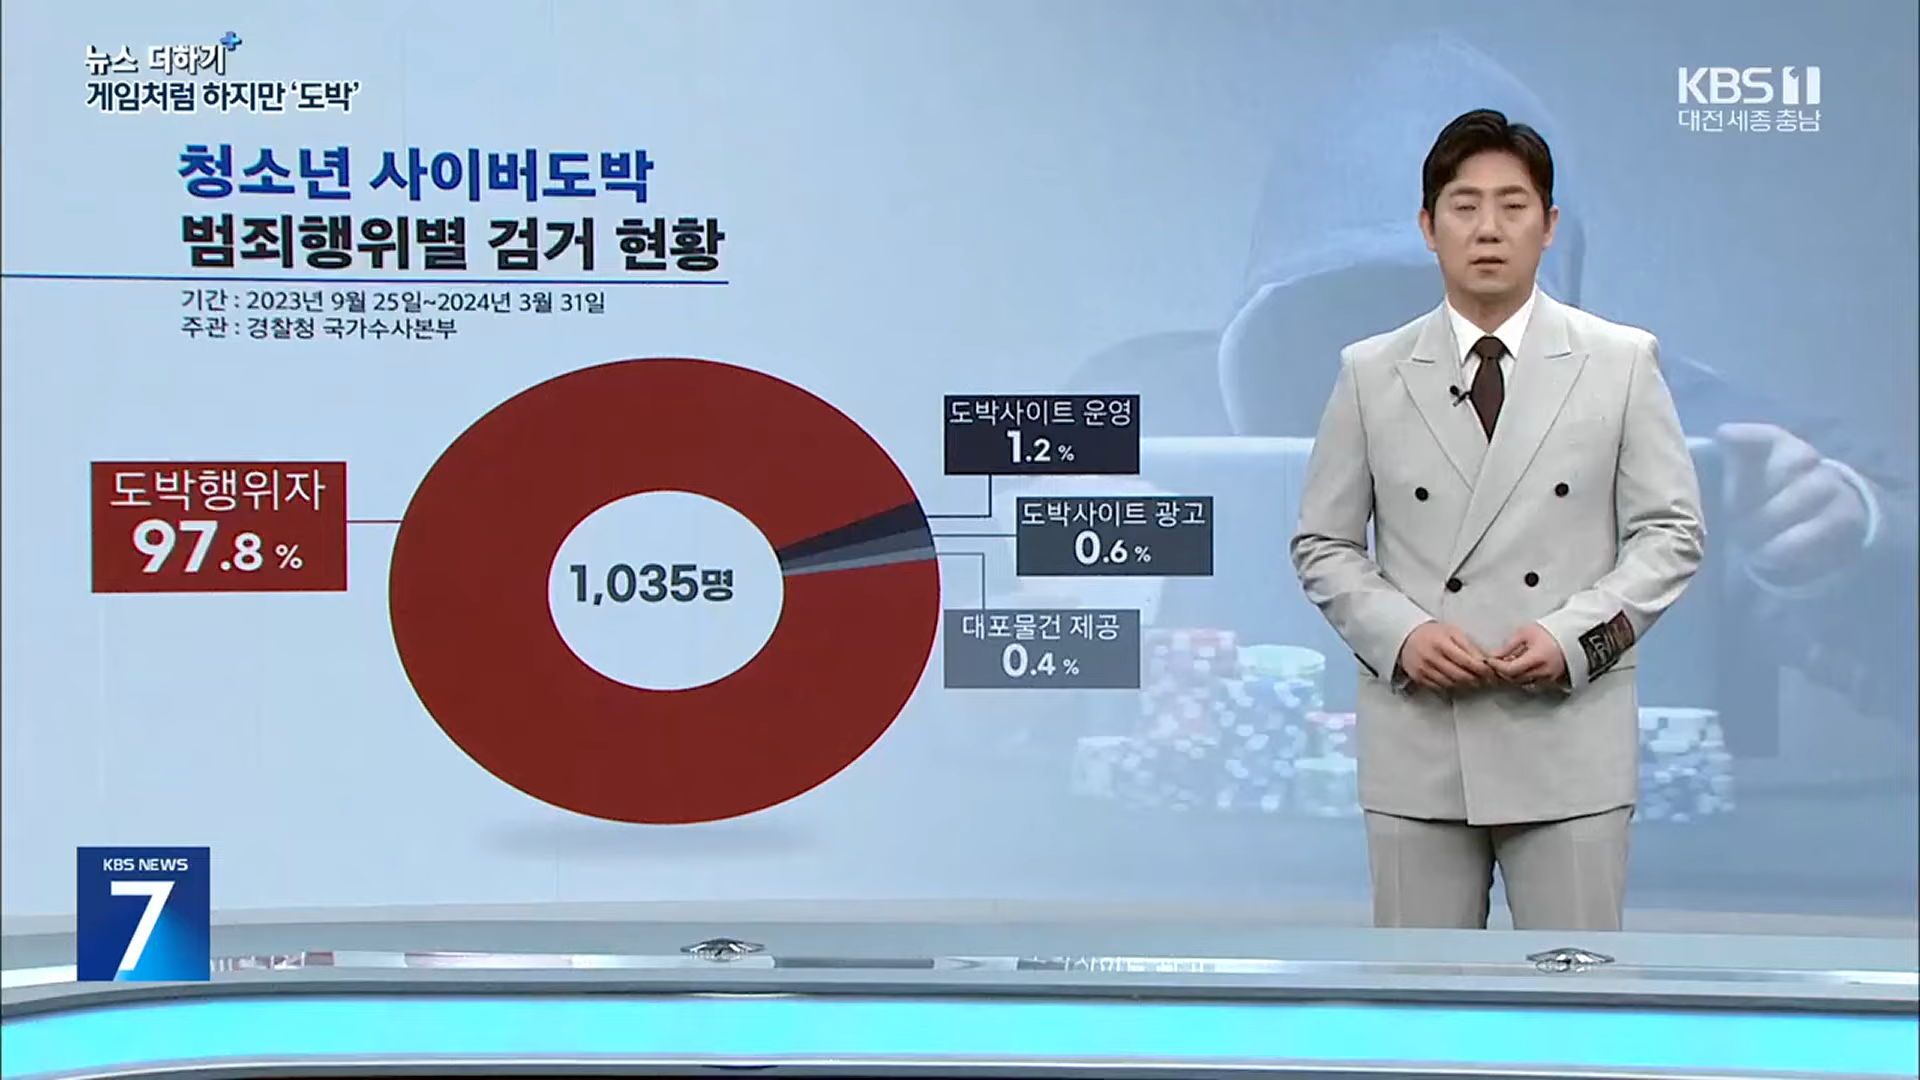 뉴스 더하기+
게임처럼 하지만 ‘도박’
KBS 1
대전 세종 충남
청소년 사이버도박
범죄행위별 검거 현황
기간 : 2023년 9월 25일~2024년 3월 31일
주관 : 경찰청 국가수사본부
도박행위자
97.8 %
1,035명
도박사이트 운영
1.2 %
도박사이트 광고
0.6 %
대포물건 제공
0.4 %
KBS NEWS
7